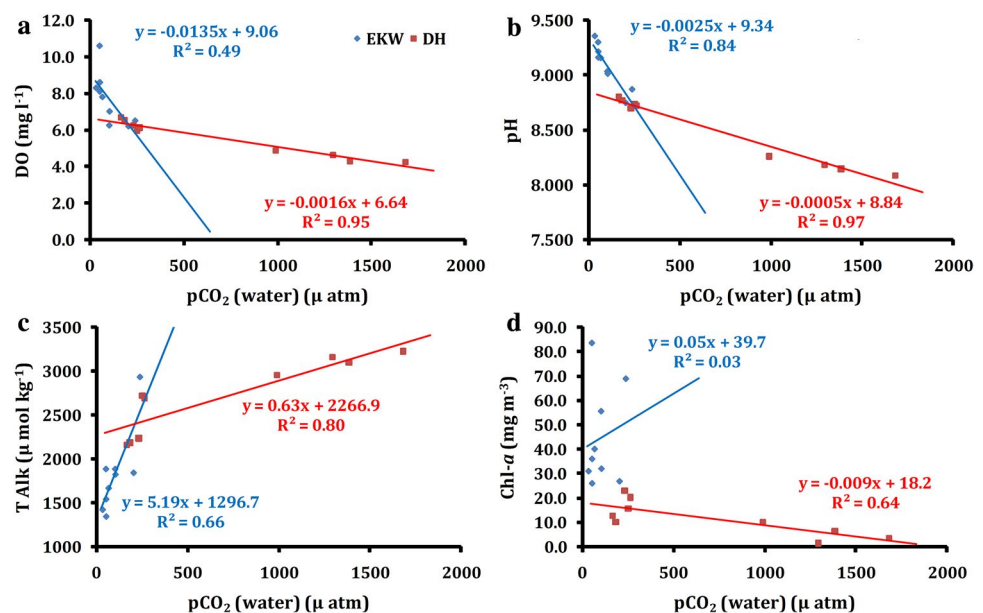 a
12.0
10.0
8.0
6.0
4.0
2.0
0.0
DO (mg l⁻¹)
y = -0.0135x + 9.06
R² = 0.49
EKW DH
y = -0.0016x + 6.64
R² = 0.95
0 500 1000 1500 2000
pCO₂ (water) (µ atm)
b
9.500
9.000
8.500
8.000
7.500
pH
y = -0.0025x + 9.34
R² = 0.84
y = -0.0005x + 8.84
R² = 0.97
0 500 1000 1500 2000
pCO₂ (water) (µ atm)
c
3500
3000
2500
2000
1500
1000
T Alk (µ mol kg⁻¹)
y = 0.63x + 2266.9
R² = 0.80
y = 5.19x + 1296.7
R² = 0.66
0 500 1000 1500 2000
pCO₂ (water) (µ atm)
d
90.0
80.0
70.0
60.0
50.0
40.0
30.0
20.0
10.0
0.0
Chl-a (mg m⁻³)
y = 0.05x + 39.7
R² = 0.03
y = -0.009x + 18.2
R² = 0.64
0 500 1000 1500 2000
pCO₂ (water) (µ atm)